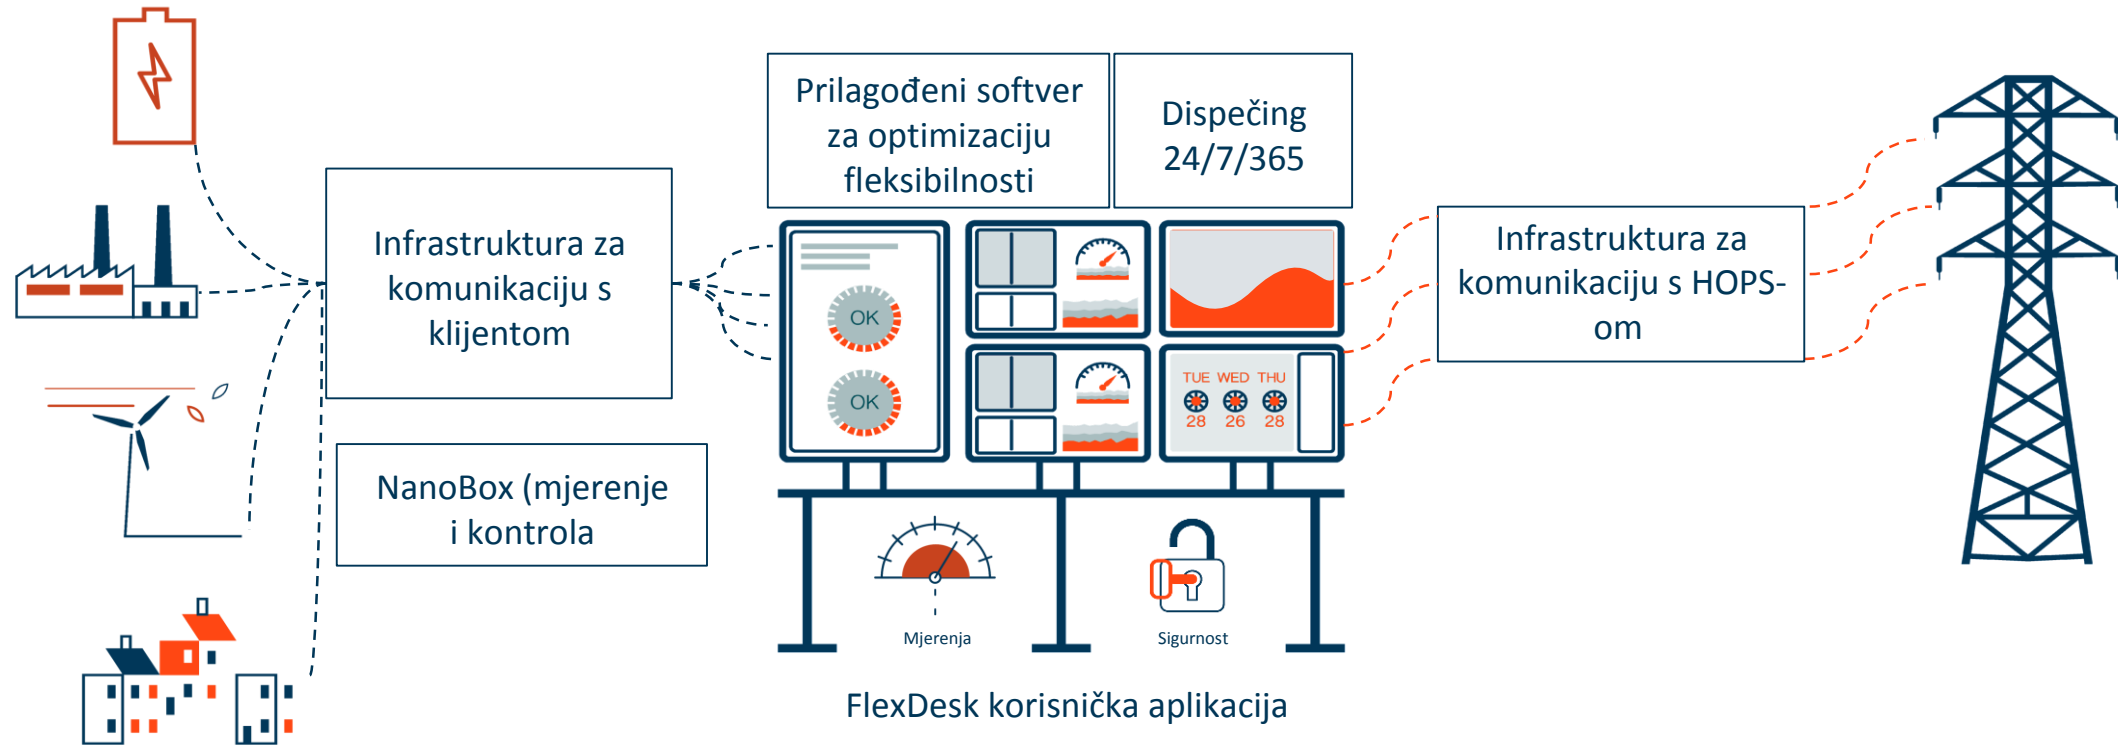 Prilagođeni softver
za optimizaciju
fleksibilnosti
Dispečing
24/7/365
Infrastruktura za
komunikaciju s
klijentom
Infrastruktura za
komunikaciju s HOPS-
om
OK
OK
TUE WED THU
28 26 28
NanoBox (mjerenje
i kontrola
Mjerenja
Sigurnost
FlexDesk korisnička aplikacija